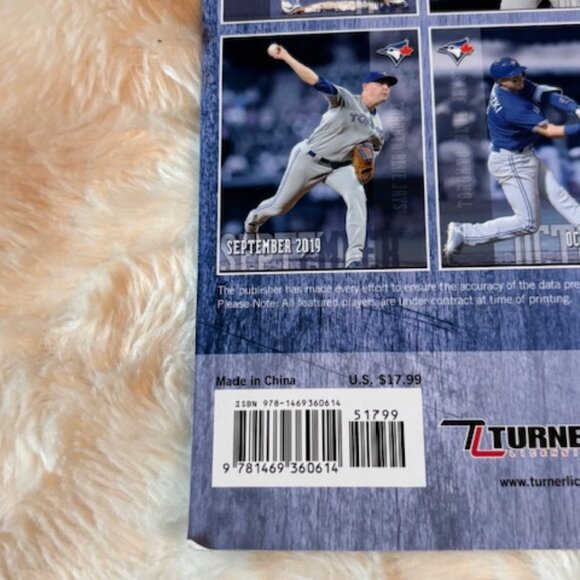 SEPTEMBER 2019
The publisher has made every effort to ensure the accuracy of the data
Please Note: All featured players are under contract at time of printing.
Made in China
U.S. $17.99
ISBN 978-1469360614
51799
9 781469 360614
TURNE
www.turnerlic